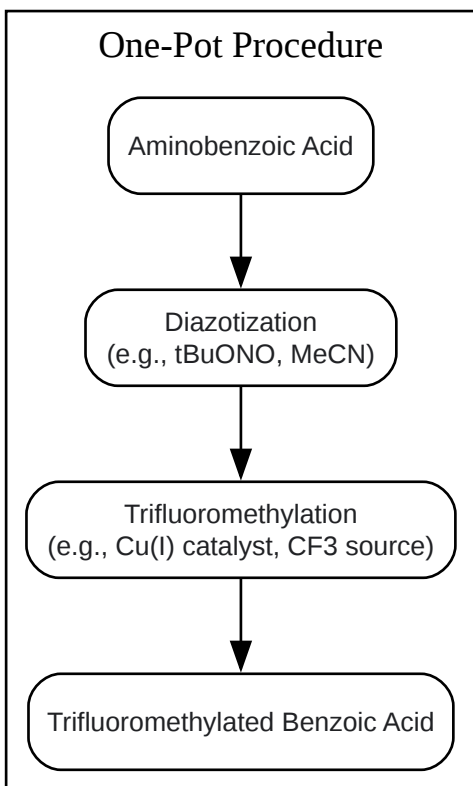 One-Pot Procedure
Aminobenzoic Acid
Diazotization
(e.g., tBuONO, MeCN)
Trifluoromethylation
(e.g., Cu(I) catalyst, CF3 source)
Trifluoromethylated Benzoic Acid